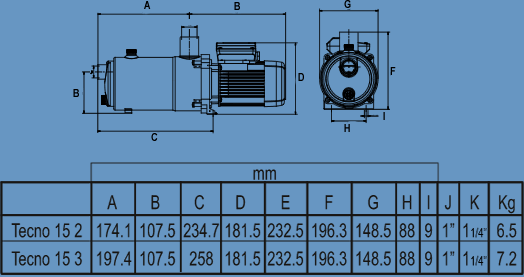 A B G
D F
B
C
H I
mm
A B C D E F G H I J K Kg
Tecno 15 2 174.1 107.5 234.7 181.5 232.5 196.3 148.5 88 9 1" 1 1/4" 6.5
Tecno 15 3 197.4 107.5 258 181.5 232.5 196.3 148.5 88 9 1" 1 1/4" 7.2